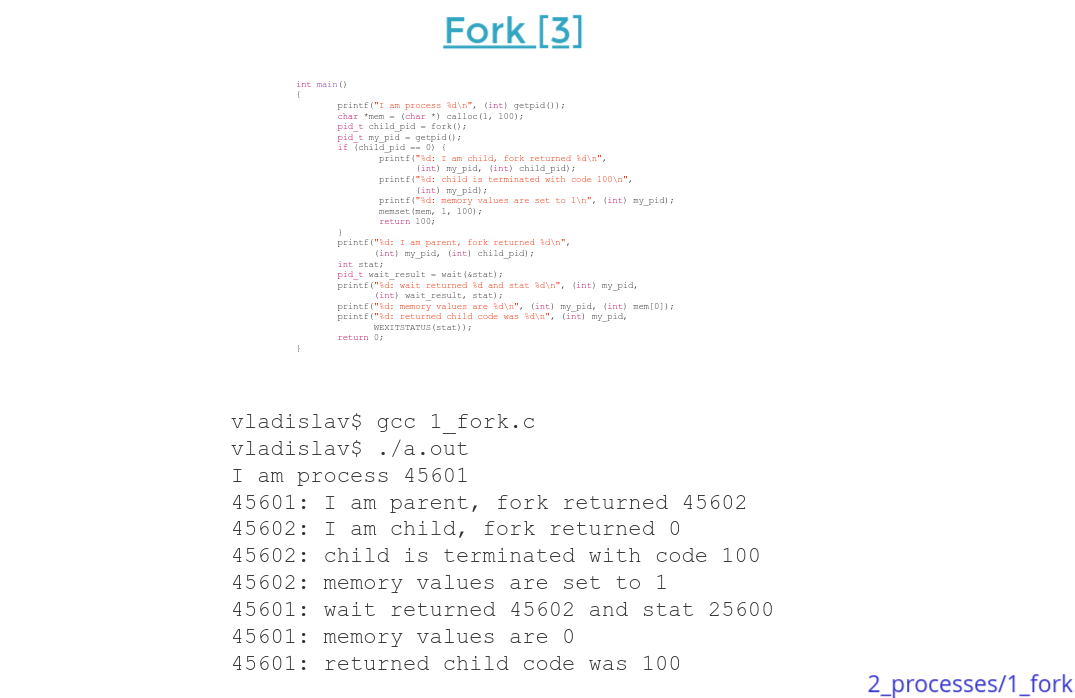 Fork [3]
int main()
{
printf("I am process %d\n", (int) getpid());
char *mem = (char *) calloc(1, 100);
pid_t child_pid = fork();
pid_t my_pid = getpid();
if (child_pid == 0) {
printf("%d: I am child, fork returned %d\n",
(int) my_pid, (int) child_pid);
printf("%d: child is terminated with code 100\n",
(int) my_pid);
printf("%d: memory values are set to 1\n", (int) my_pid);
memset(mem, 1, 100);
return 100;
}
printf("%d: I am parent, fork returned %d\n",
(int) my_pid, (int) child_pid);
int stat;
pid_t wait_result = wait(&stat);
printf("%d: wait returned %d and stat %d\n", (int) my_pid,
(int) wait_result, stat);
printf("%d: memory values are %d\n", (int) my_pid, (int) mem[0]);
printf("%d: returned child code was %d\n", (int) my_pid,
WEXITSTATUS(stat));
return 0;
}
vladislav$ gcc 1_fork.c
vladislav$ ./a.out
I am process 45601
45601: I am parent, fork returned 45602
45602: I am child, fork returned 0
45602: child is terminated with code 100
45602: memory values are set to 1
45601: wait returned 45602 and stat 25600
45601: memory values are 0
45601: returned child code was 100
2_processes/1_fork